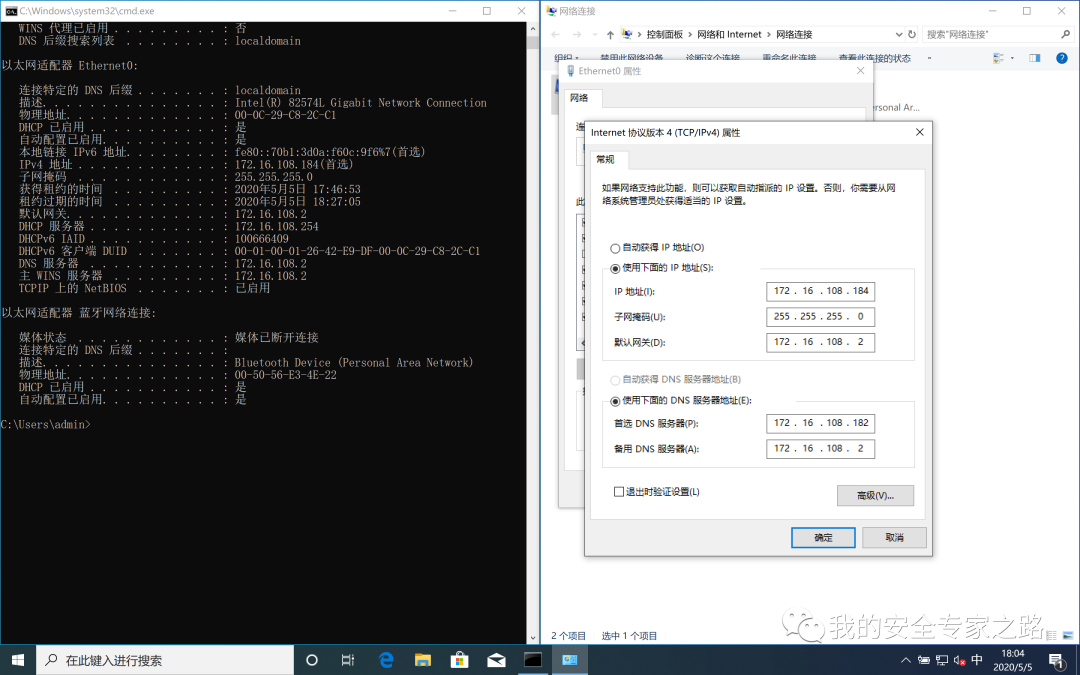 C:\Windows\system32\cmd.exe
WINS 代理已启用 . . . . . . . . : 否
DNS 后缀搜索列表 . . . . . . . : localdomain
以太网适配器 Ethernet0:
连接特定的 DNS 后缀 . . . . . . . : localdomain
描述. . . . . . . . . . . . . . . : Intel(R) 82574L Gigabit Network Connection
物理地址. . . . . . . . . . . . . : 00-0C-29-C8-2C-C1
DHCP 已启用 . . . . . . . . . . . : 是
自动配置已启用. . . . . . . . . . : 是
本地链接 IPv6 地址. . . . . . . . : fe80::70b1:3d0a:f60c:9f6%7(首选)
IPv4 地址 . . . . . . . . . . . . : 172.16.108.184(首选)
子网掩码 . . . . . . . . . . . . : 255.255.255.0
获得租约的时间 . . . . . . . . . : 2020年5月5日 17:46:53
租约过期的时间 . . . . . . . . . : 2020年5月5日 18:27:05
默认网关. . . . . . . . . . . . . : 172.16.108.2
DHCP 服务器 . . . . . . . . . . . : 172.16.108.254
DHCPv6 IAID . . . . . . . . . . . : 100666409
DHCPv6 客户端 DUID . . . . . . . : 00-01-00-01-26-42-E9-DF-00-0C-29-C8-2C-C1
DNS 服务器 . . . . . . . . . . . : 172.16.108.2
主 WINS 服务器 . . . . . . . . . : 172.16.108.2
TCPIP 上的 NetBIOS . . . . . . . : 已启用
以太网适配器 蓝牙网络连接:
媒体状态 . . . . . . . . . . . . : 媒体已断开连接
连接特定的 DNS 后缀 . . . . . . . :
描述. . . . . . . . . . . . . . . : Bluetooth Device (Personal Area Network)
物理地址. . . . . . . . . . . . . : 00-50-56-E3-4E-22
DHCP 已启用 . . . . . . . . . . . : 是
自动配置已启用. . . . . . . . . . : 是
C:\Users\admin>
网络连接
控制面板 > 网络和 Internet > 网络连接
搜索"网络连接"
组织 禁用此网络设备 诊断这个连接 重命名此连接 查看此连接的状态
Ethernet0 属性
网络
ersonal Ar...
Internet 协议版本 4 (TCP/IPv4) 属性
常规
如果网络支持此功能，则可以获取自动指派的 IP 设置。否则，你需要从网
络系统管理员处获得适当的 IP 设置。
自动获得 IP 地址(O)
使用下面的 IP 地址(S):
IP 地址(I): 172 . 16 . 108 . 184
子网掩码(U): 255 . 255 . 255 . 0
默认网关(D): 172 . 16 . 108 . 2
自动获得 DNS 服务器地址(B)
使用下面的 DNS 服务器地址(E):
首选 DNS 服务器(P): 172 . 16 . 108 . 182
备用 DNS 服务器(A): 172 . 16 . 108 . 2
退出时验证设置(L)
高级(V)...
确定 取消
2 个项目 选中 1 个项目
我的安全专家之路
在此键入进行搜索
中
18:04
2020/5/5
1